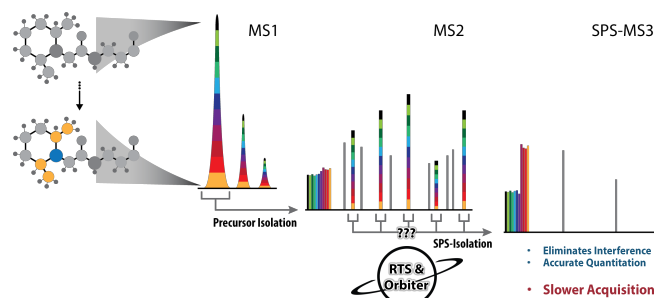 MS1
MS2
SPS-MS3
Precursor Isolation
???
SPS-Isolation
RTS &
Orbiter
• Eliminates Interference
• Accurate Quantitation
• Slower Acquisition